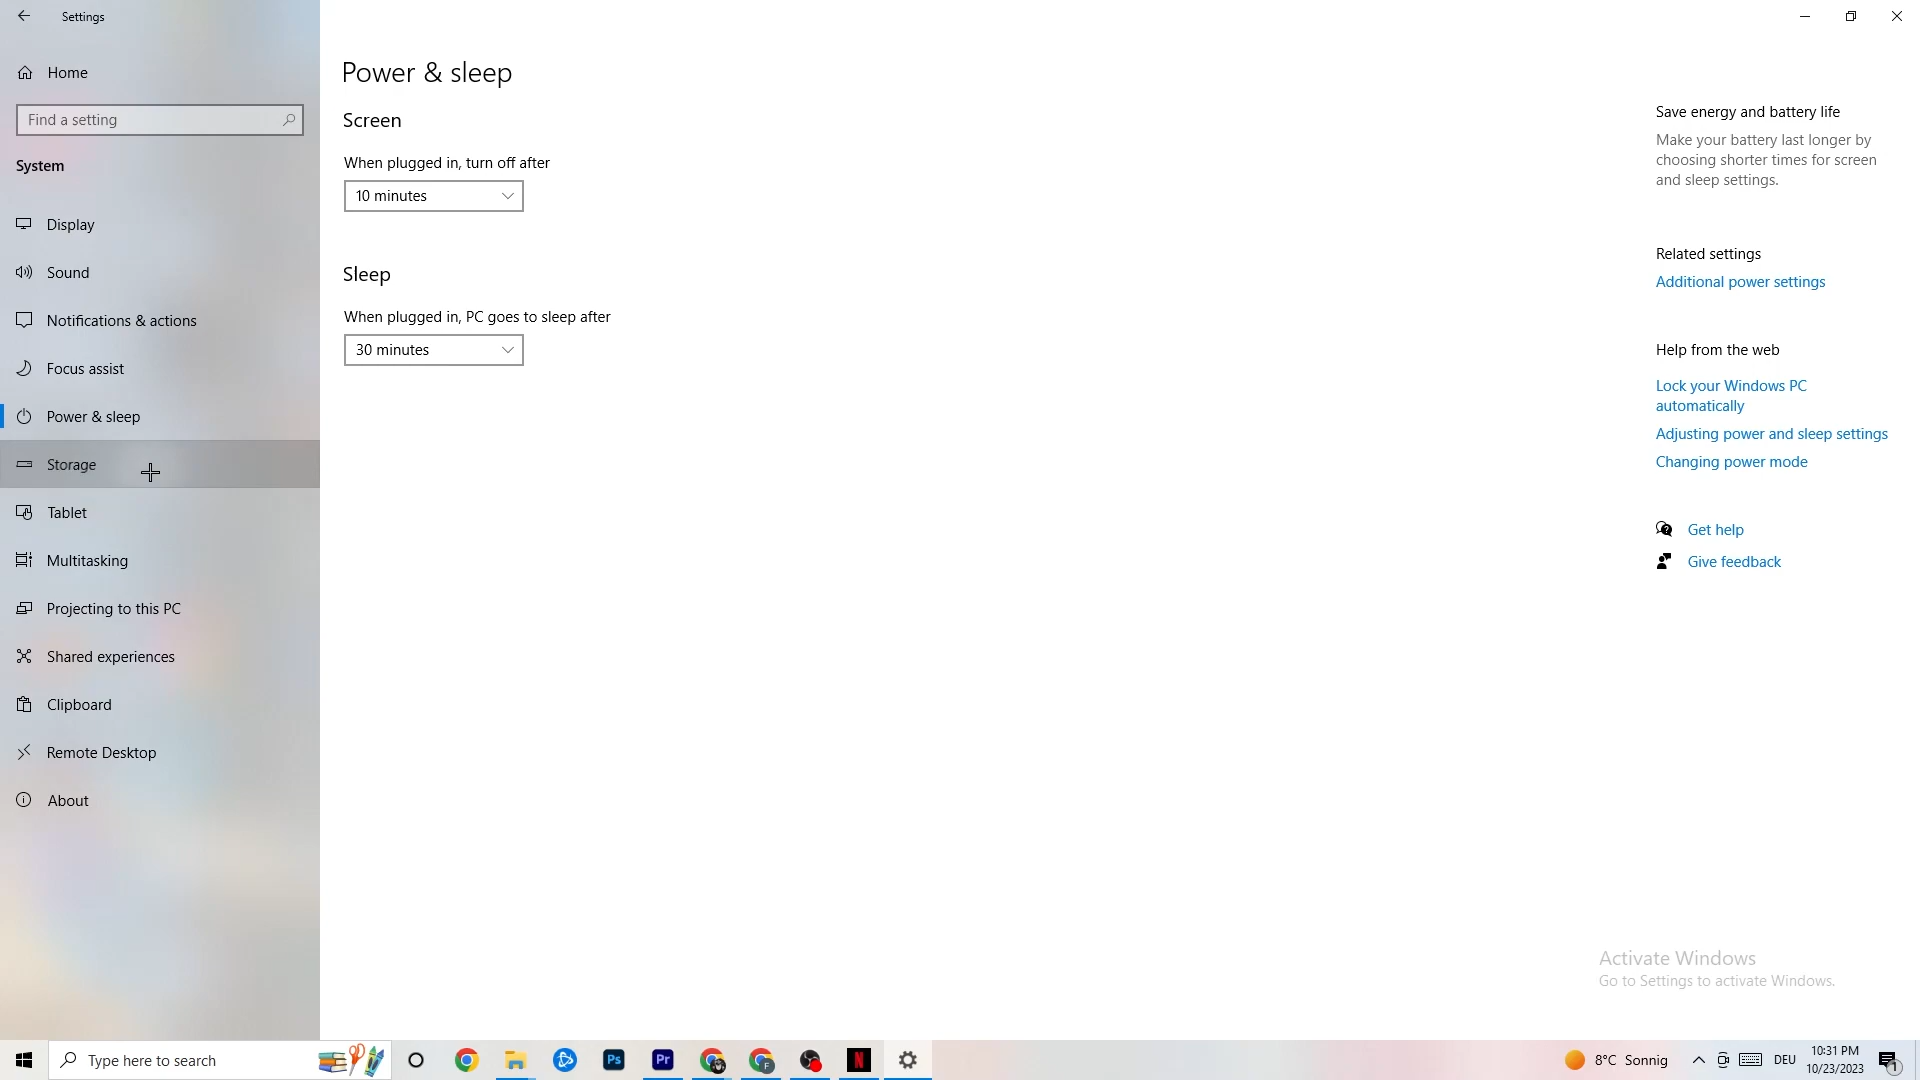 Settings
Home
Find a setting
System
Display
Sound
Notifications & actions
Focus assist
Power & sleep
Storage
Tablet
Multitasking
Projecting to this PC
Shared experiences
Clipboard
Remote Desktop
About
Power & sleep
Screen
When plugged in, turn off after
10 minutes
Sleep
When plugged in, PC goes to sleep after
30 minutes
Save energy and battery life
Make your battery last longer by
choosing shorter times for screen
and sleep settings.
Related settings
Additional power settings
Help from the web
Lock your Windows PC
automatically
Adjusting power and sleep settings
Changing power mode
Get help
Give feedback
Activate Windows
Go to Settings to activate Windows.
Type here to search
Ps
Pr
F
N
8°C Sonnig
DEU
10:31 PM
10/23/2023
1